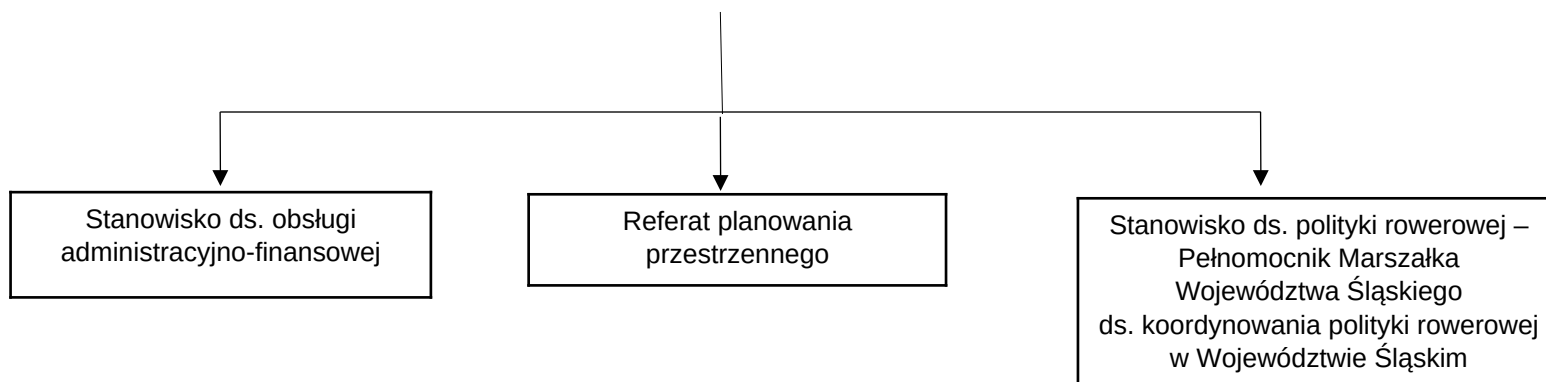 Stanowisko ds. obsługi
administracyjno-finansowej
Referat planowania
przestrzennego
Stanowisko ds. polityki rowerowej –
Pełnomocnik Marszałka
Województwa Śląskiego
ds. koordynowania polityki rowerowej
w Województwie Śląskim